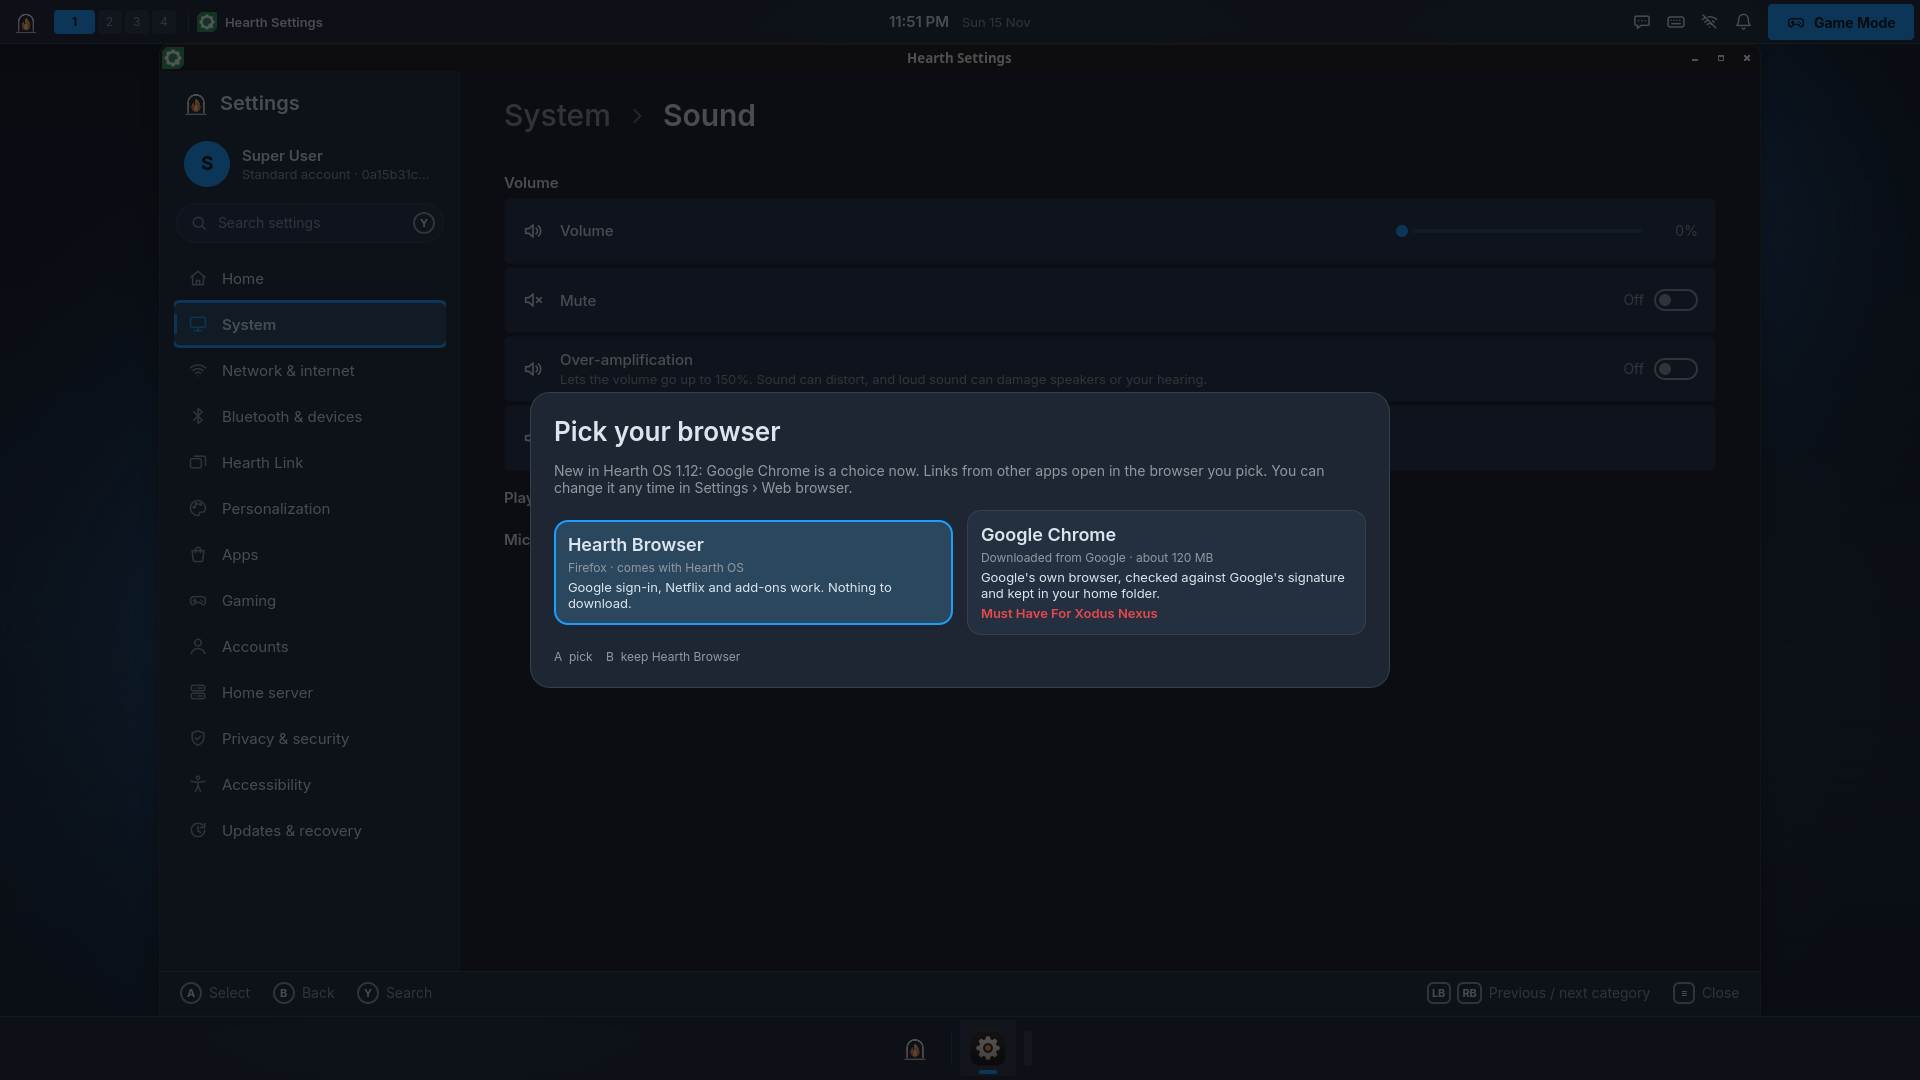 1 2 3 4 Hearth Settings 11:51 PM Sun 15 Nov Game Mode
Hearth Settings
Settings
S Super User
Standard account · 0a15b31c...
Search settings Y
Home
System
Network & internet
Bluetooth & devices
Hearth Link
Personalization
Apps
Gaming
Accounts
Home server
Privacy & security
Accessibility
Updates & recovery
System › Sound
Volume
Volume 0%
Mute Off
Over-amplification Off
Lets the volume go up to 150%. Sound can distort, and loud sound can damage speakers or your hearing.
Play
Mic
Pick your browser
New in Hearth OS 1.12: Google Chrome is a choice now. Links from other apps open in the browser you pick. You can
change it any time in Settings › Web browser.
Hearth Browser
Firefox · comes with Hearth OS
Google sign-in, Netflix and add-ons work. Nothing to
download.
Google Chrome
Downloaded from Google · about 120 MB
Google's own browser, checked against Google's signature
and kept in your home folder.
Must Have For Xodus Nexus
A pick B keep Hearth Browser
A Select B Back Y Search LB RB Previous / next category Close